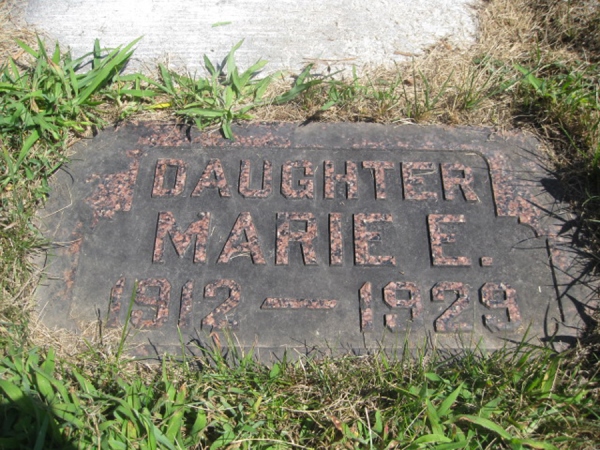 DAUGHTER
MARIE E.
1912 — 1929